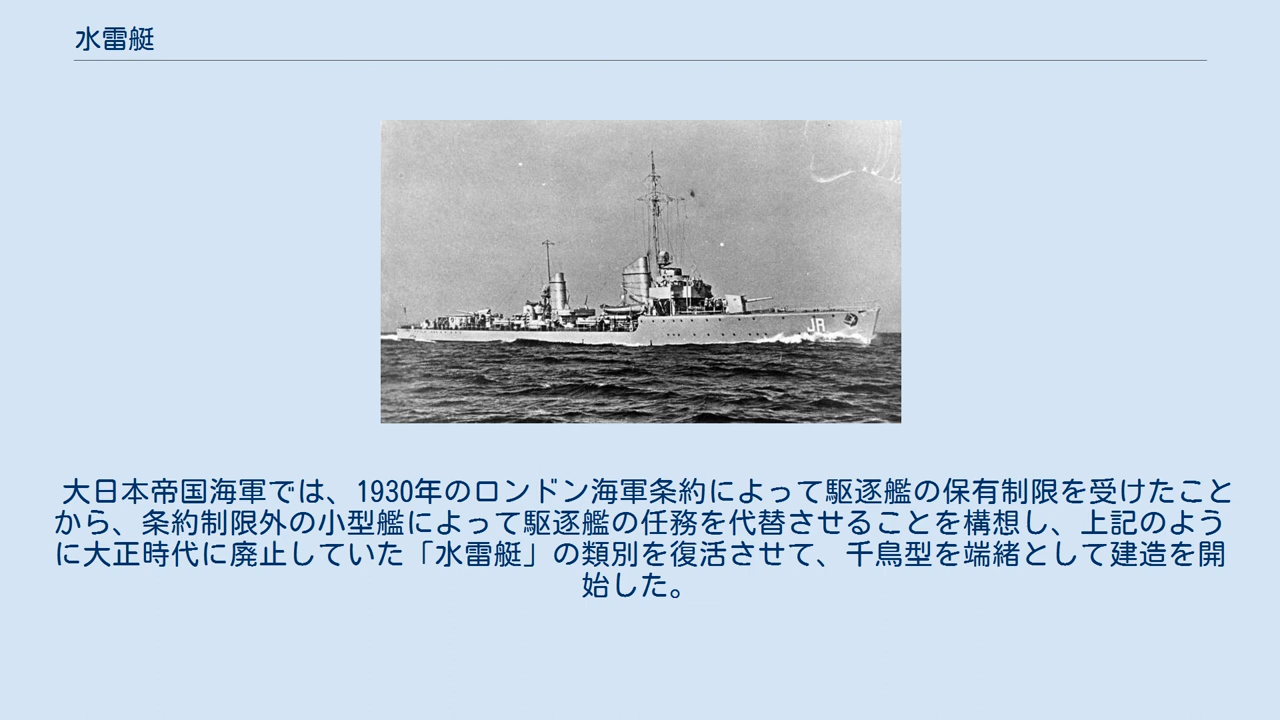 水雷艇
JA
大日本帝国海軍では、1930年のロンドン海軍条約によって駆逐艦の保有制限を受けたこと
から、条約制限外の小型艦によって駆逐艦の任務を代替させることを構想し、上記のよう
に大正時代に廃止していた「水雷艇」の類別を復活させて、千鳥型を端緒として建造を開
始した。